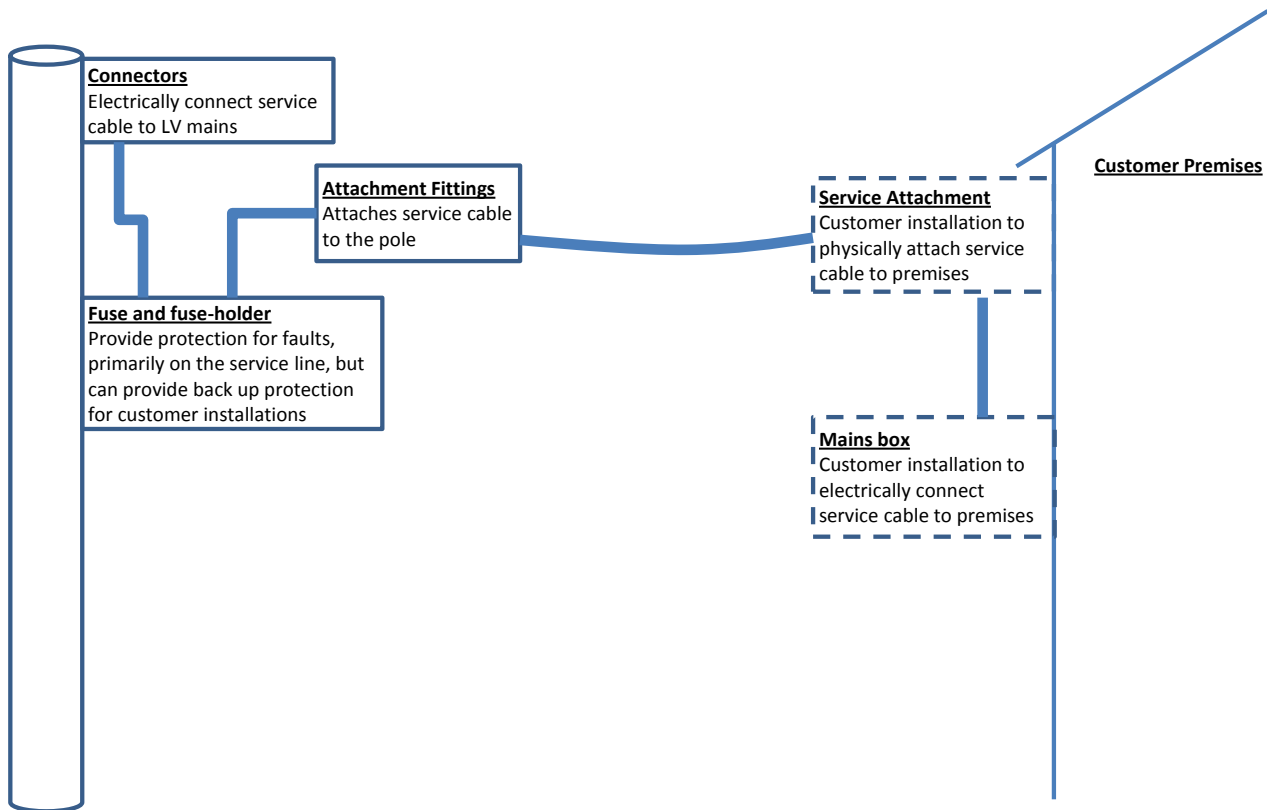 Connectors
Electrically connect service
cable to LV mains
Attachment Fittings
Attaches service cable
to the pole
Fuse and fuse-holder
Provide protection for faults,
primarily on the service line, but
can provide back up protection
for customer installations
Customer Premises
Service Attachment
Customer installation to
physically attach service
cable to premises
Mains box
Customer installation to
electrically connect
service cable to premises